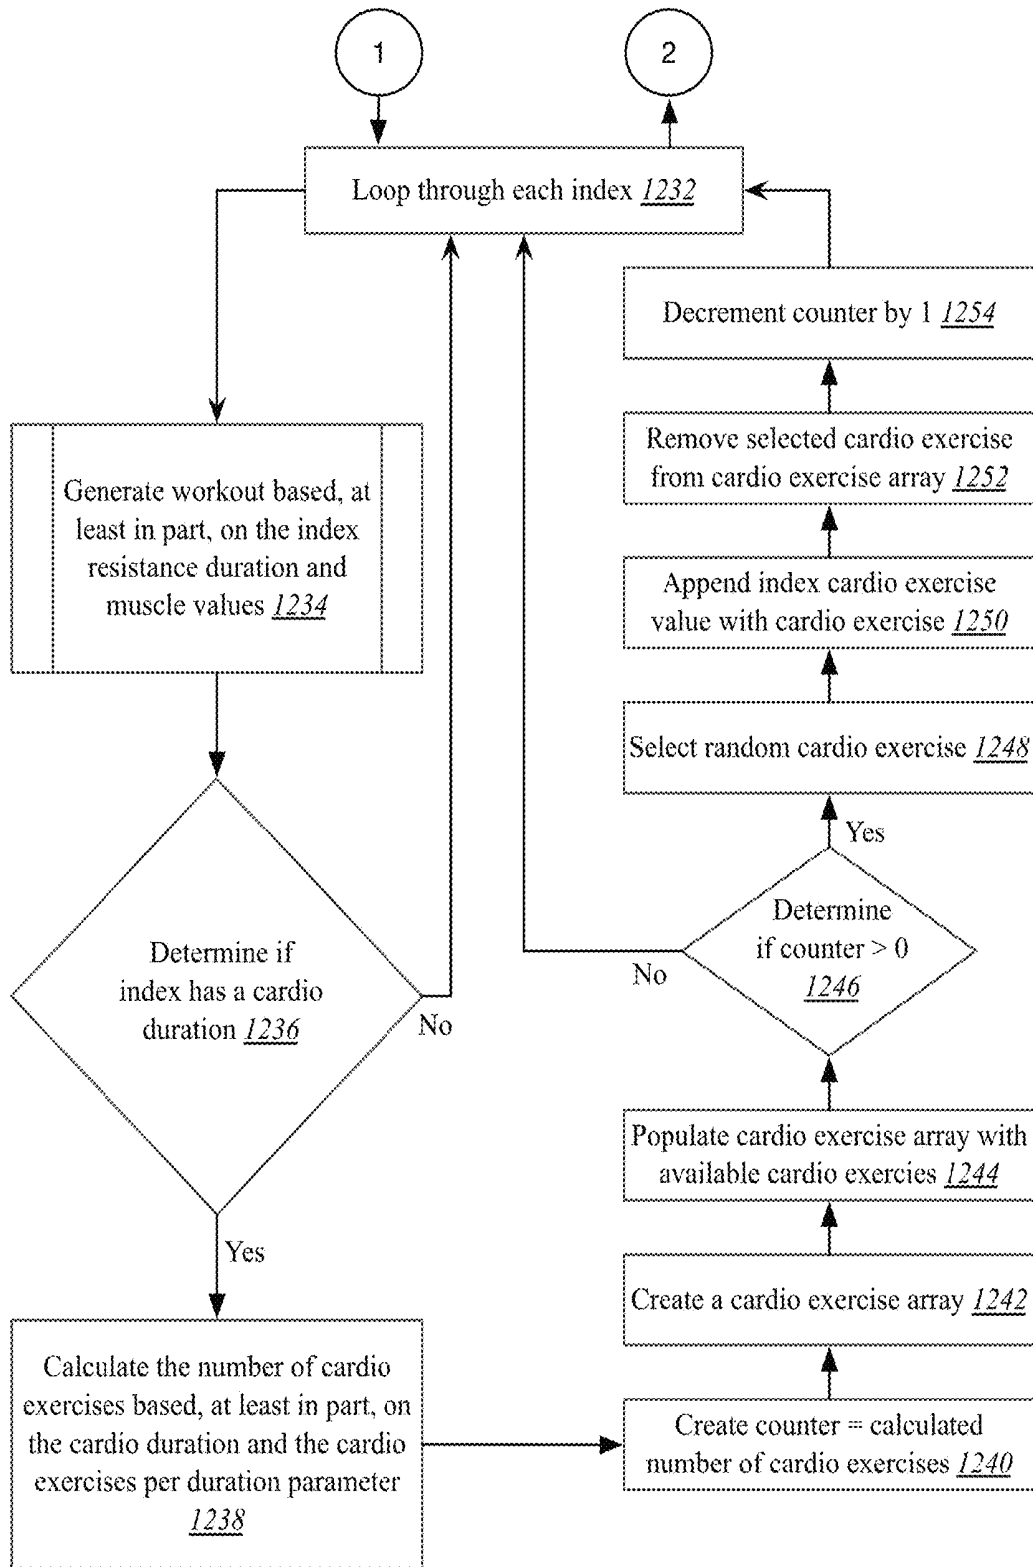 1
2
Loop through each index 1232
Generate workout based, at
least in part, on the index
resistance duration and
muscle values 1234
Determine if
index has a cardio
duration 1236
No
Yes
Calculate the number of cardio
exercises based, at least in part, on
the cardio duration and the cardio
exercises per duration parameter
1238
Create counter = calculated
number of cardio exercises 1240
Create a cardio exercise array 1242
Populate cardio exercise array with
available cardio exercies 1244
Determine
if counter > 0
1246
No
Yes
Select random cardio exercise 1248
Append index cardio exercise
value with cardio exercise 1250
Remove selected cardio exercise
from cardio exercise array 1252
Decrement counter by 1 1254